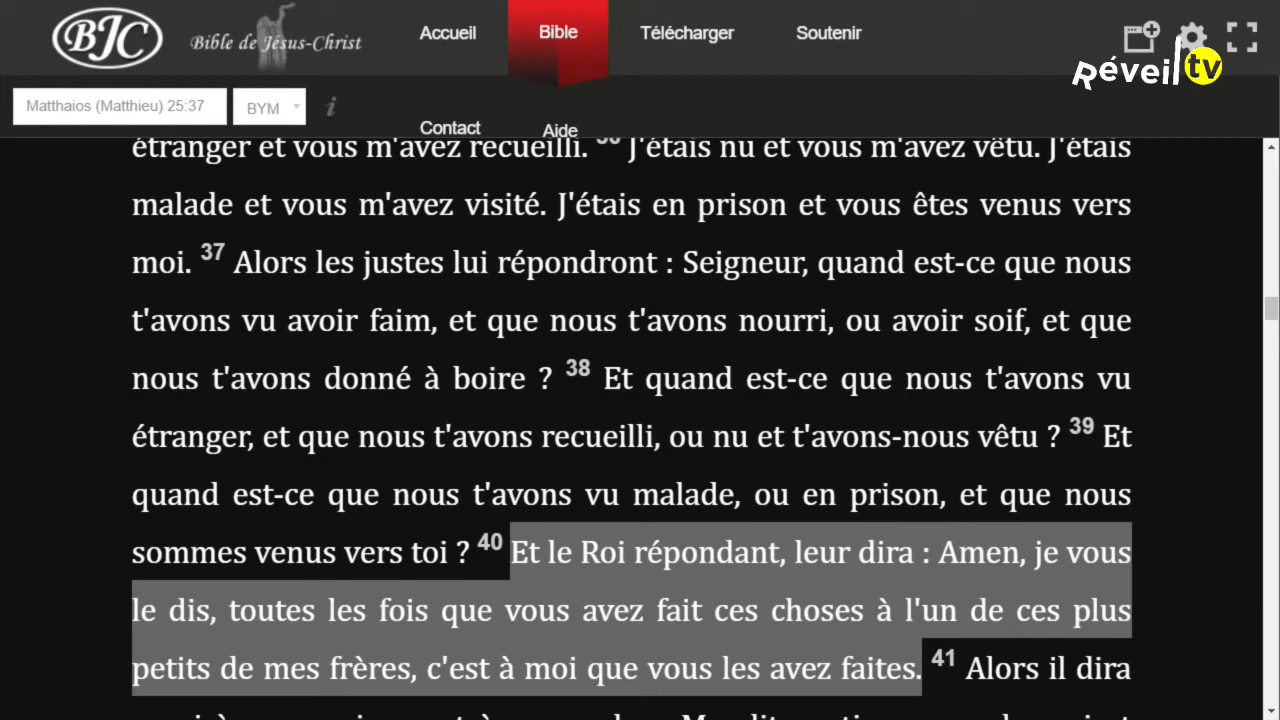 BJC
Bible de Jésus-Christ
Accueil
Bible
Télécharger
Soutenir
Réveil tv
Matthaios (Matthieu) 25:37
BYM
i
Contact
Aide
étranger et vous m'avez recueilli. J'étais nu et vous m'avez vêtu. J'étais
malade et vous m'avez visité. J'étais en prison et vous êtes venus vers
moi. 37 Alors les justes lui répondront : Seigneur, quand est-ce que nous
t'avons vu avoir faim, et que nous t'avons nourri, ou avoir soif, et que
nous t'avons donné à boire ? 38 Et quand est-ce que nous t'avons vu
étranger, et que nous t'avons recueilli, ou nu et t'avons-nous vêtu ? 39 Et
quand est-ce que nous t'avons vu malade, ou en prison, et que nous
sommes venus vers toi ? 40 Et le Roi répondant, leur dira : Amen, je vous
le dis, toutes les fois que vous avez fait ces choses à l'un de ces plus
petits de mes frères, c'est à moi que vous les avez faites. 41 Alors il dira